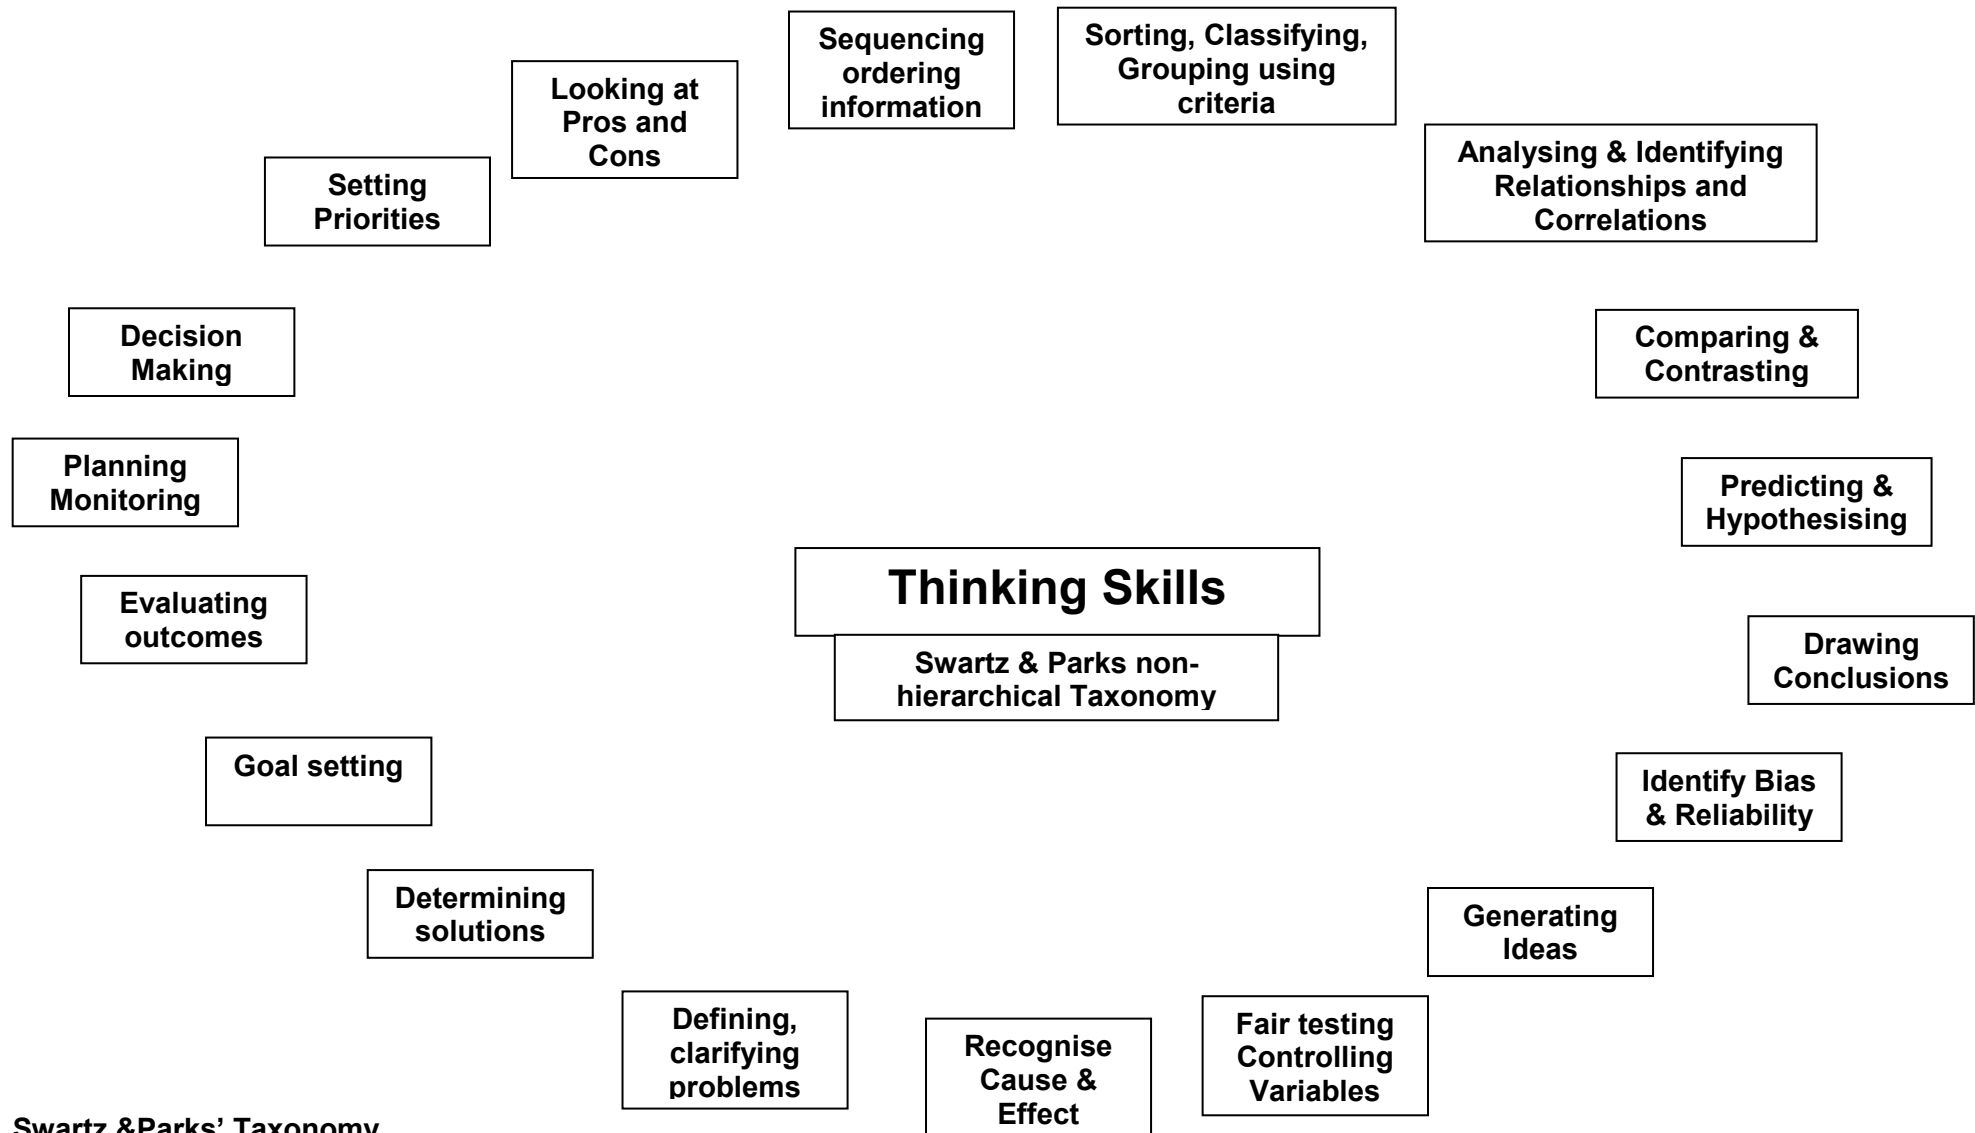 Sequencing
ordering
information
Sorting, Classifying,
Grouping using
criteria
Looking at
Pros and
Cons
Analysing & Identifying
Relationships and
Correlations
Setting
Priorities
Decision
Making
Comparing &
Contrasting
Planning
Monitoring
Predicting &
Hypothesising
Thinking Skills
Swartz & Parks non-
hierarchical Taxonomy
Evaluating
outcomes
Drawing
Conclusions
Goal setting
Identify Bias
& Reliability
Determining
solutions
Generating
Ideas
Defining,
clarifying
problems
Recognise
Cause &
Effect
Fair testing
Controlling
Variables
Swartz &Parks’ Taxonomy